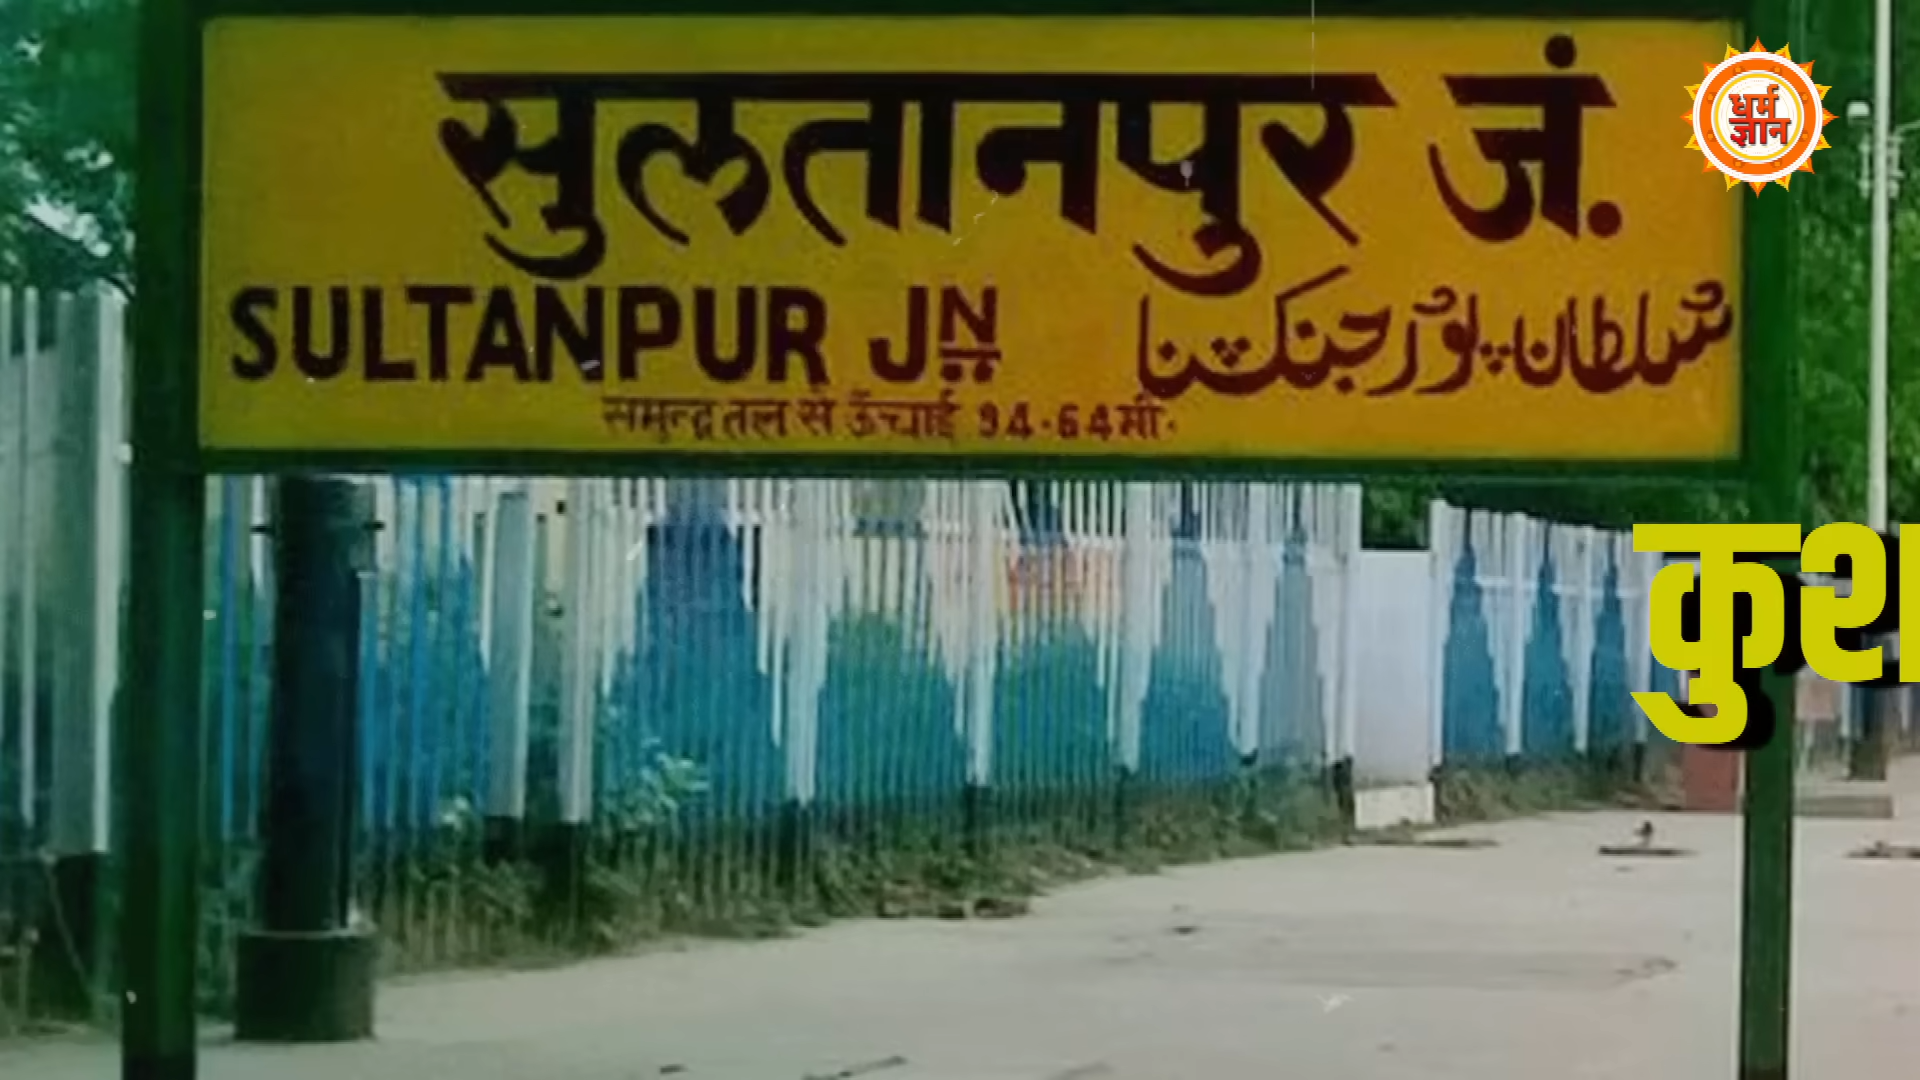 सुलतानपुर जं.
SULTANPUR JN
سلطان پور جنکشن
समुन्द्र तल से ऊँचाई 94.64 मी.
धर्म
ज्ञान
कुश